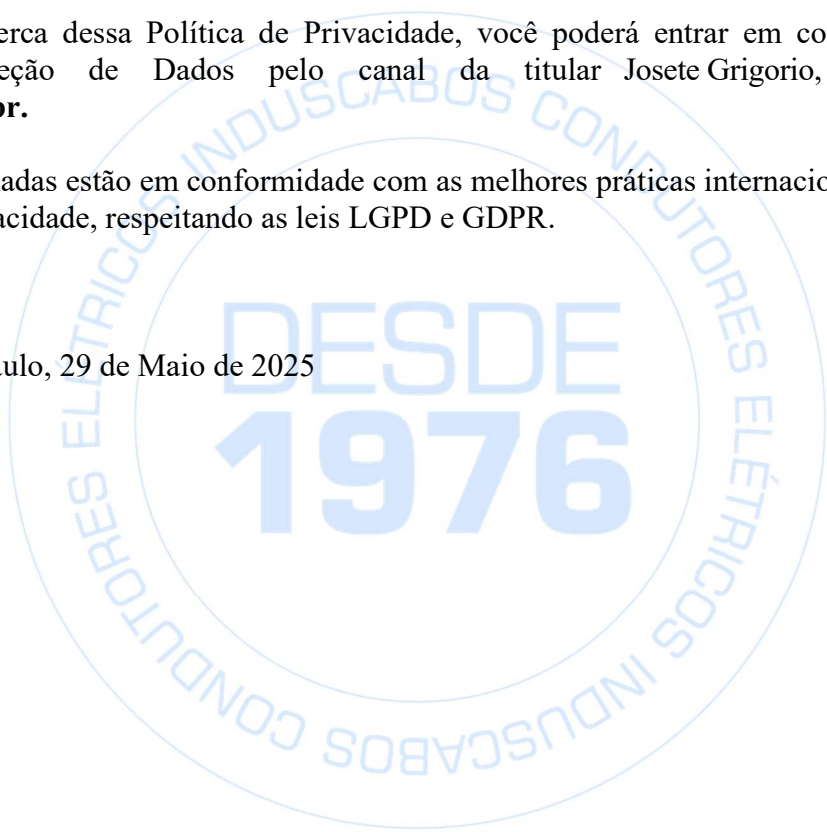 erca dessa Política de Privacidade, você poderá entrar em co
eção de Dados pelo canal da titular Josete Grigorio,
or.
adas estão em conformidade com as melhores práticas internacio
acidade, respeitando as leis LGPD e GDPR.
ulo, 29 de Maio de 2025
INDUSCABOS CONDUTORES ELÉTRICOS INDUSCABOS CONDUTORES ELÉTRICOS
DESDE
1976